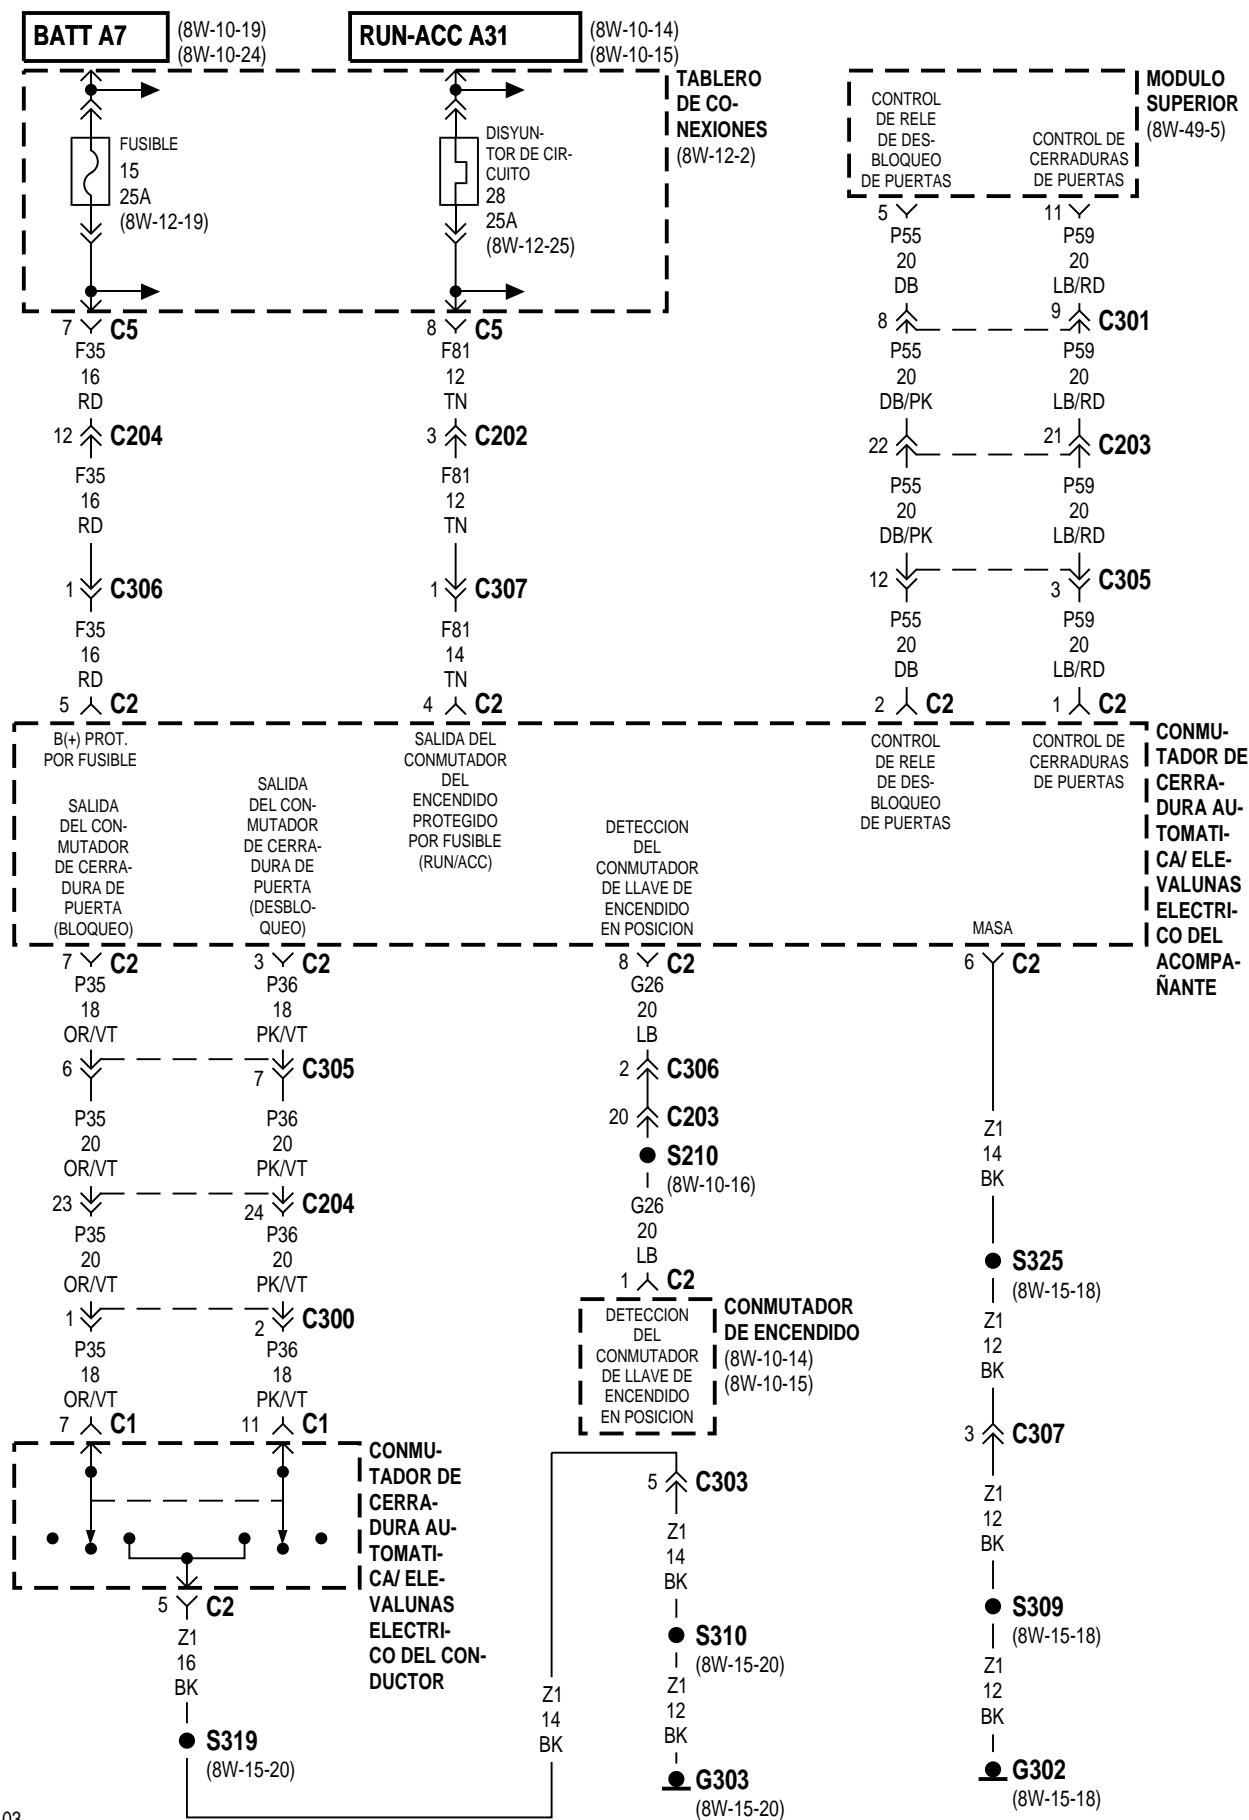 BATT A7
(8W-10-19)
(8W-10-24)
RUN-ACC A31
(8W-10-14)
(8W-10-15)
FUSIBLE
15
25A
(8W-12-19)
DISYUN-
TOR DE CIR-
CUITO
28
25A
(8W-12-25)
TABLERO
DE CO-
NEXIONES
(8W-12-2)
CONTROL
DE RELE
DE DES-
BLOQUEO
DE PUERTAS
CONTROL DE
CERRADURAS
DE PUERTAS
MODULO
SUPERIOR
(8W-49-5)
7 C5
F35
16
RD
12 C204
F35
16
RD
1 C306
F35
16
RD
5 C2
8 C5
F81
12
TN
3 C202
F81
12
TN
1 C307
F81
14
TN
4 C2
5
P55
20
DB
8
P55
20
DB/PK
22
P55
20
DB/PK
12
P55
20
DB
2 C2
11
P59
20
LB/RD
9 C301
P59
20
LB/RD
21 C203
P59
20
LB/RD
3 C305
P59
20
LB/RD
1 C2
B(+) PROT.
POR FUSIBLE
SALIDA
DEL CON-
MUTADOR
DE CERRA-
DURA DE
PUERTA
(BLOQUEO)
SALIDA
DEL CON-
MUTADOR
DE CERRA-
DURA DE
PUERTA
(DESBLO-
QUEO)
SALIDA DEL
CONMUTADOR
DEL
ENCENDIDO
PROTEGIDO
POR FUSIBLE
(RUN/ACC)
DETECCION
DEL
CONMUTADOR
DE LLAVE DE
ENCENDIDO
EN POSICION
CONTROL
DE RELE
DE DES-
BLOQUEO
DE PUERTAS
CONTROL DE
CERRADURAS
DE PUERTAS
MASA
CONMU-
TADOR DE
CERRA-
DURA AU-
TOMATI-
CA/ ELE-
VALUNAS
ELECTRI-
CO DEL
ACOMPA-
ÑANTE
7 C2
P35
18
OR/VT
6
P35
20
OR/VT
23
P35
20
OR/VT
1
P35
18
OR/VT
7 C1
3 C2
P36
18
PK/VT
7 C305
P36
20
PK/VT
24 C204
P36
20
PK/VT
2 C300
P36
18
PK/VT
11 C1
8 C2
G26
20
LB
2 C306
20 C203
S210
(8W-10-16)
G26
20
LB
1 C2
DETECCION
DEL
CONMUTADOR
DE LLAVE DE
ENCENDIDO
EN POSICION
CONMUTADOR
DE ENCENDIDO
(8W-10-14)
(8W-10-15)
6 C2
Z1
14
BK
S325
(8W-15-18)
Z1
12
BK
3 C307
Z1
12
BK
S309
(8W-15-18)
Z1
12
BK
G302
(8W-15-18)
CONMU-
TADOR DE
CERRA-
DURA AU-
TOMATI-
CA/ ELE-
VALUNAS
ELECTRI-
CO DEL CON-
DUCTOR
5 C2
Z1
16
BK
S319
(8W-15-20)
Z1
14
BK
5 C303
Z1
14
BK
S310
(8W-15-20)
Z1
12
BK
G303
(8W-15-20)